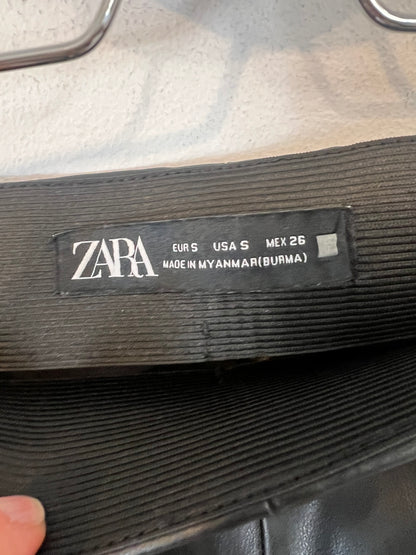 ZARA
EUR S USA S MEX 26
MADE IN MYANMAR(BURMA)